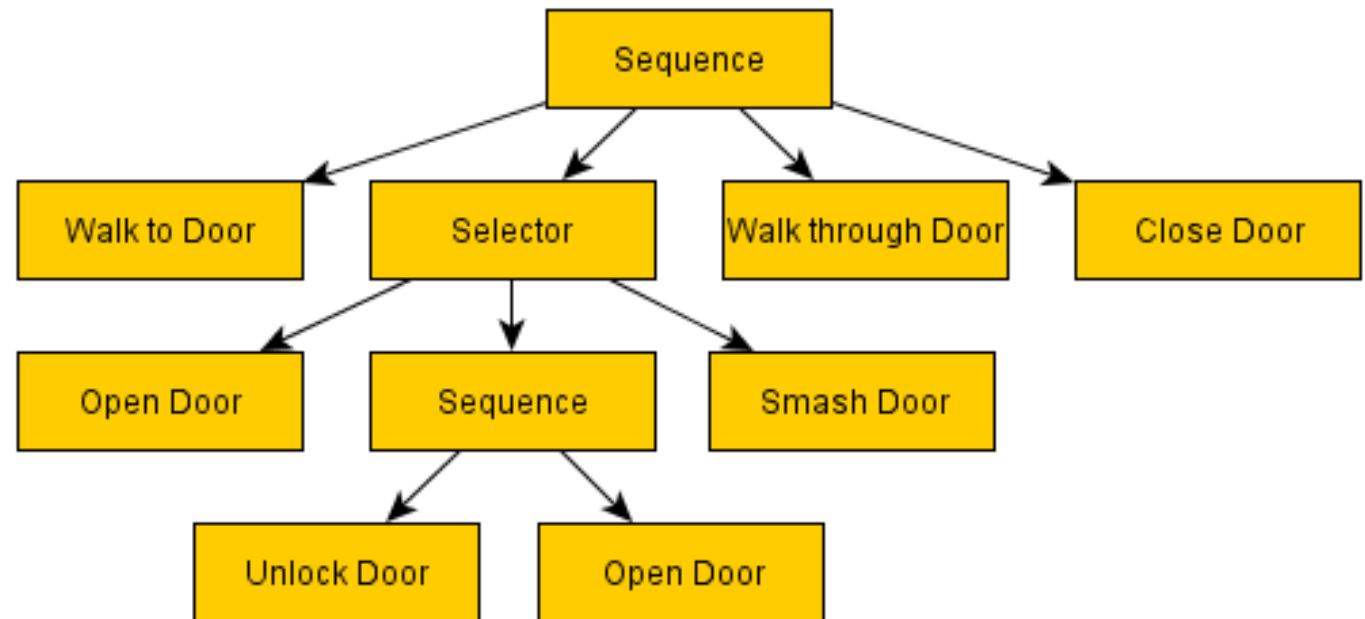 Sequence
Walk to Door
Selector
Walk through Door
Close Door
Open Door
Sequence
Smash Door
Unlock Door
Open Door